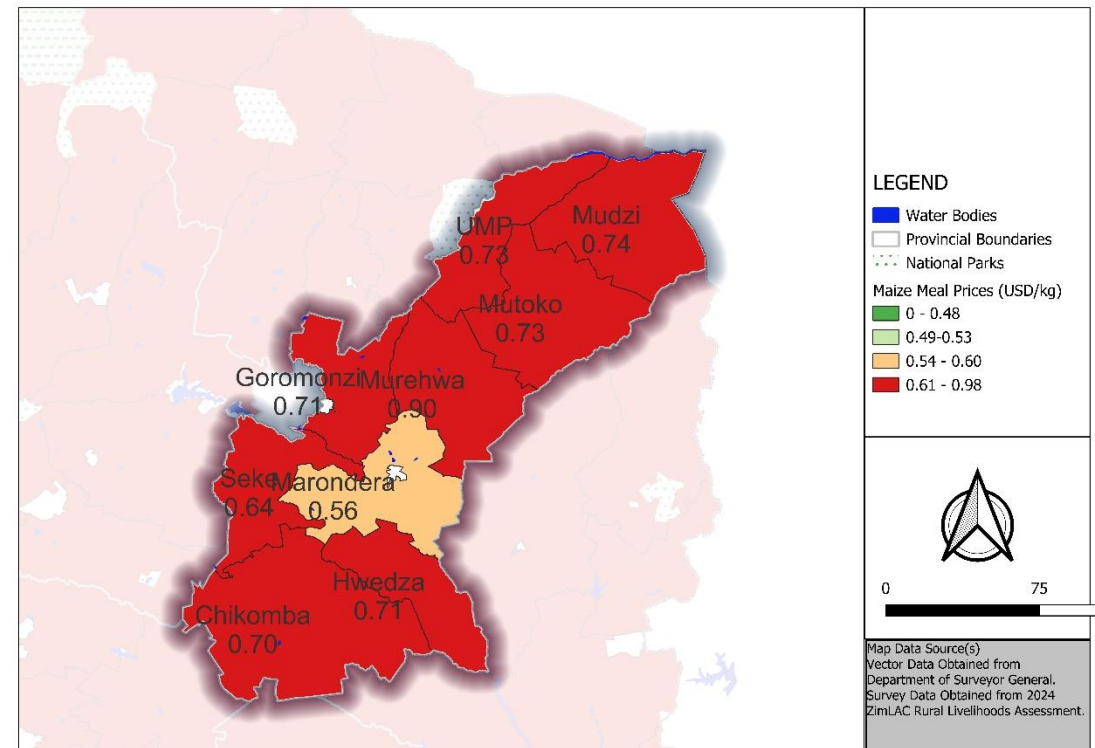 UMP
0.73
Mudzi
0.74
Mutoko
0.73
Goromonzi
0.71
Murehwa
0.90
Seke
0.64
Marondera
0.56
Hwedza
0.71
Chikomba
0.70
LEGEND
Water Bodies
Provincial Boundaries
National Parks
Maize Meal Prices (USD/kg)
0 - 0.48
0.49-0.53
0.54 - 0.60
0.61 - 0.98
0 75
Map Data Source(s)
Vector Data Obtained from
Department of Surveyor General.
Survey Data Obtained from 2024
ZimLAC Rural Livelihoods Assessment.